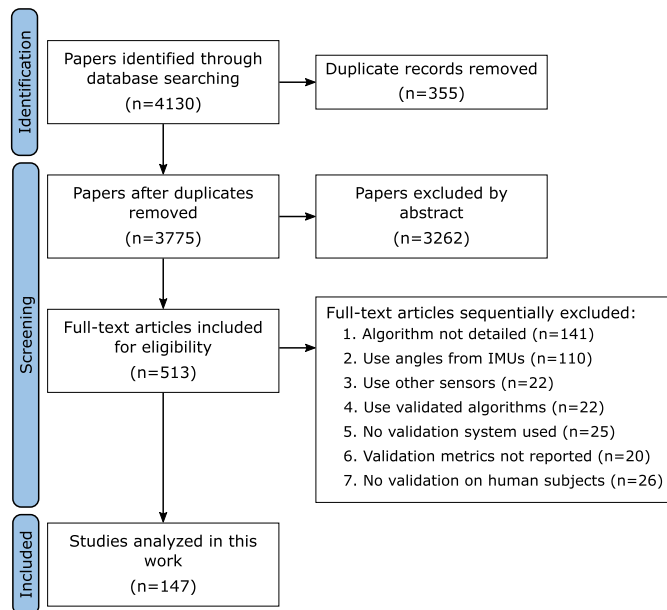 Identification
Papers identified through
database searching
(n=4130)
Duplicate records removed
(n=355)
Screening
Papers after duplicates
removed
(n=3775)
Papers excluded by
abstract
(n=3262)
Full-text articles included
for eligibility
(n=513)
Full-text articles sequentially excluded:
1. Algorithm not detailed (n=141)
2. Use angles from IMUs (n=110)
3. Use other sensors (n=22)
4. Use validated algorithms (n=22)
5. No validation system used (n=25)
6. Validation metrics not reported (n=20)
7. No validation on human subjects (n=26)
Included
Studies analyzed in this
work
(n=147)